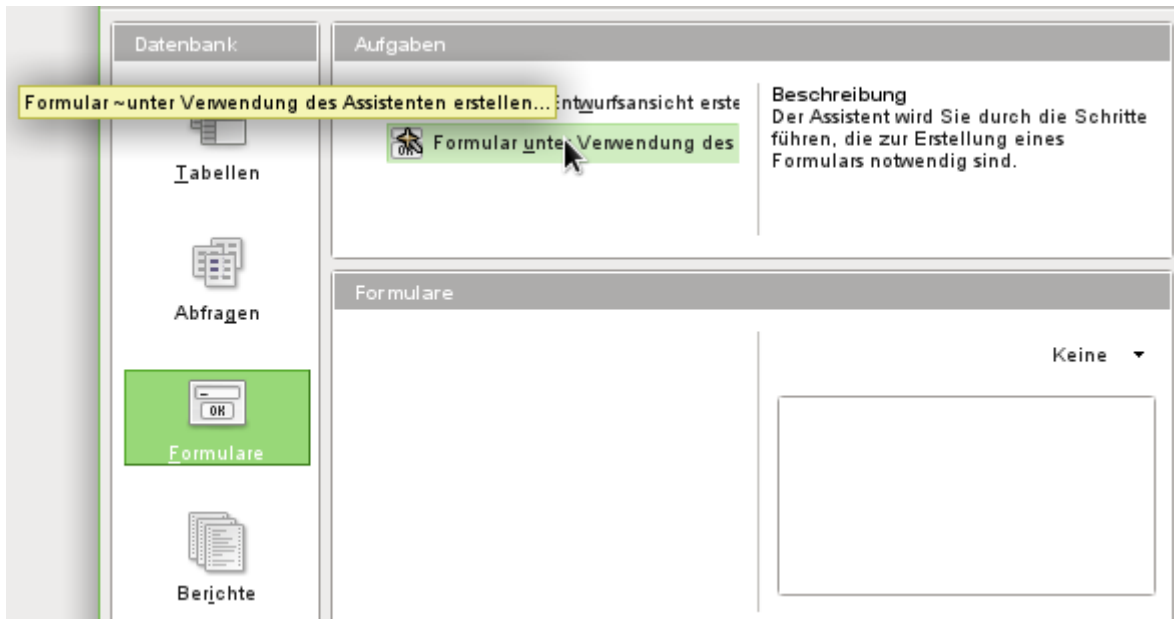 Datenbank
Aufgaben
Formular ~unter Verwendung des Assistenten erstellen...
ntwurfsansicht erste
Formular unter Verwendung des
Beschreibung
Der Assistent wird Sie durch die Schritte
führen, die zur Erstellung eines
Formulars notwendig sind.
Tabellen
Abfragen
Formulare
OK
Formulare
Keine
Berichte